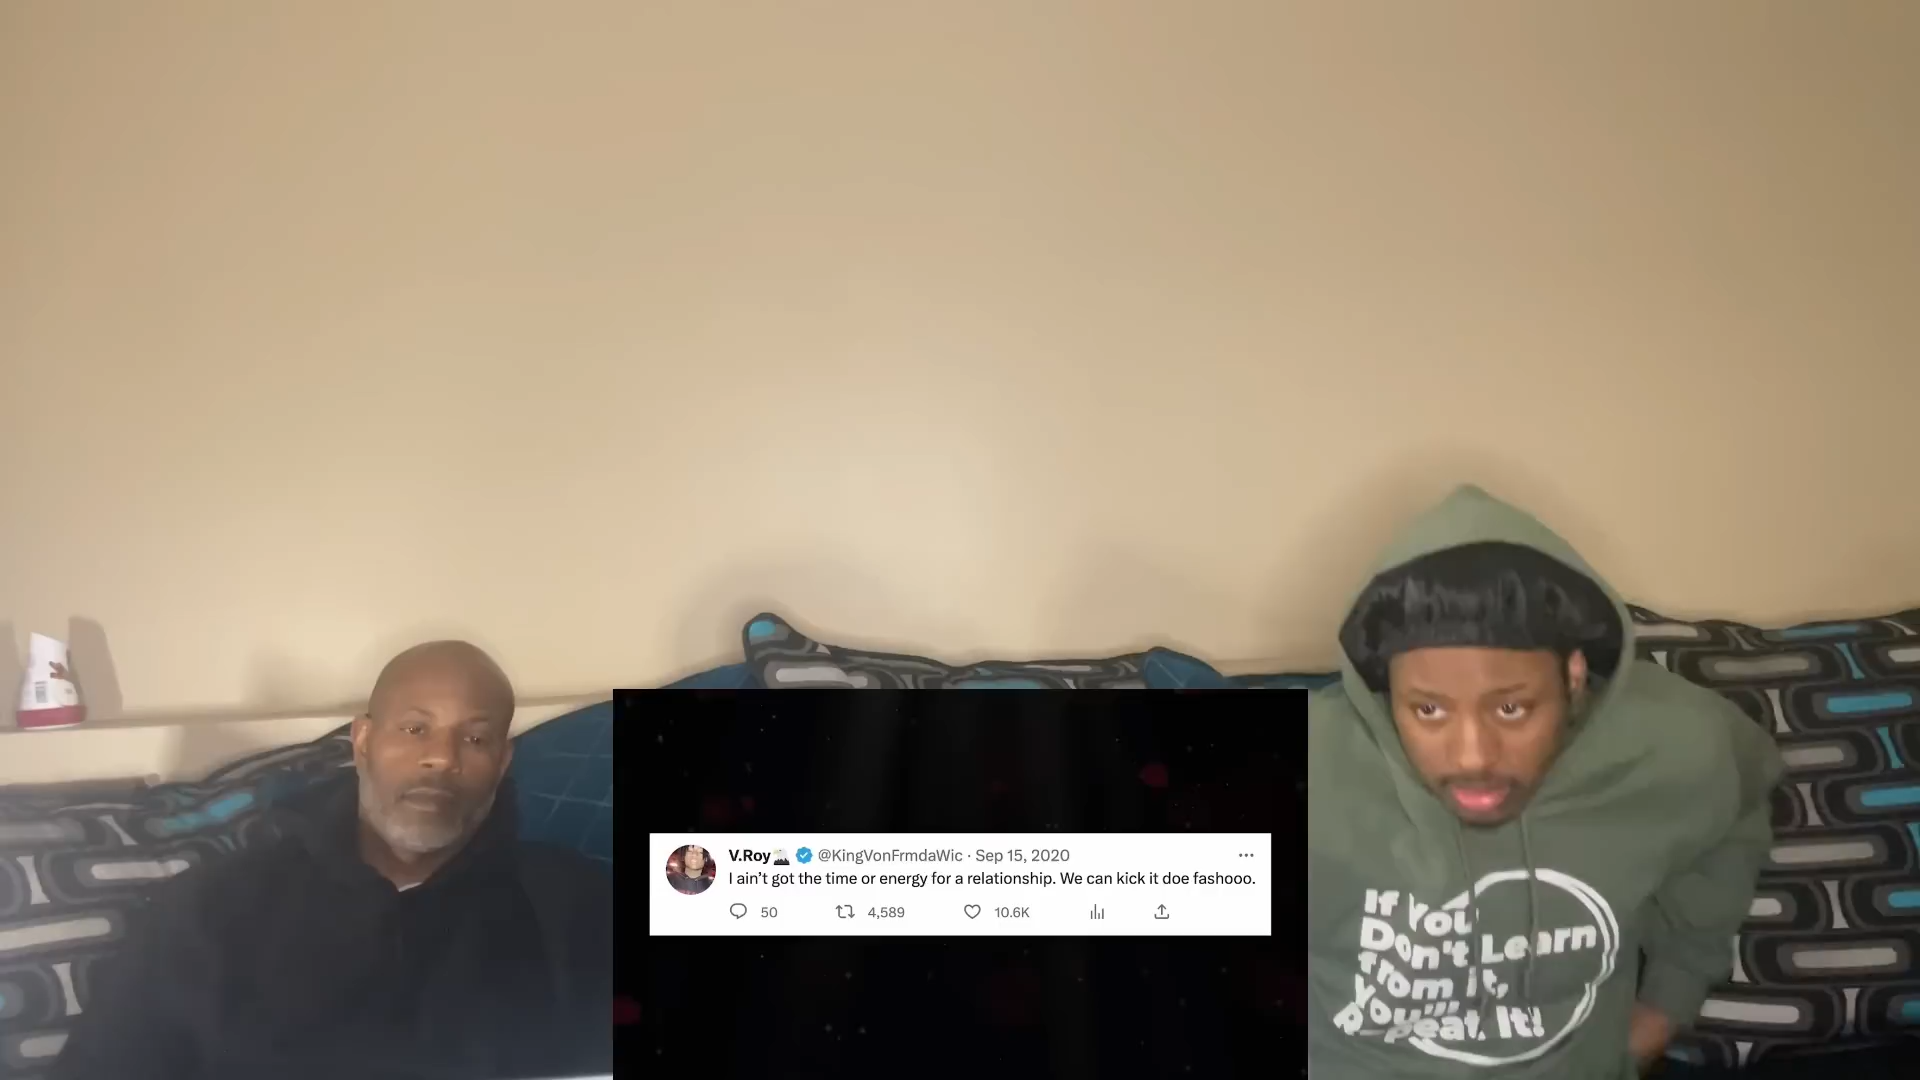 V.Roy @KingVonFrmdaWic · Sep 15, 2020
I ain't got the time or energy for a relationship. We can kick it doe fashooo.
50 4,589 10.6K
If You
Don't Learn
from it,
You'll
Repeat It!